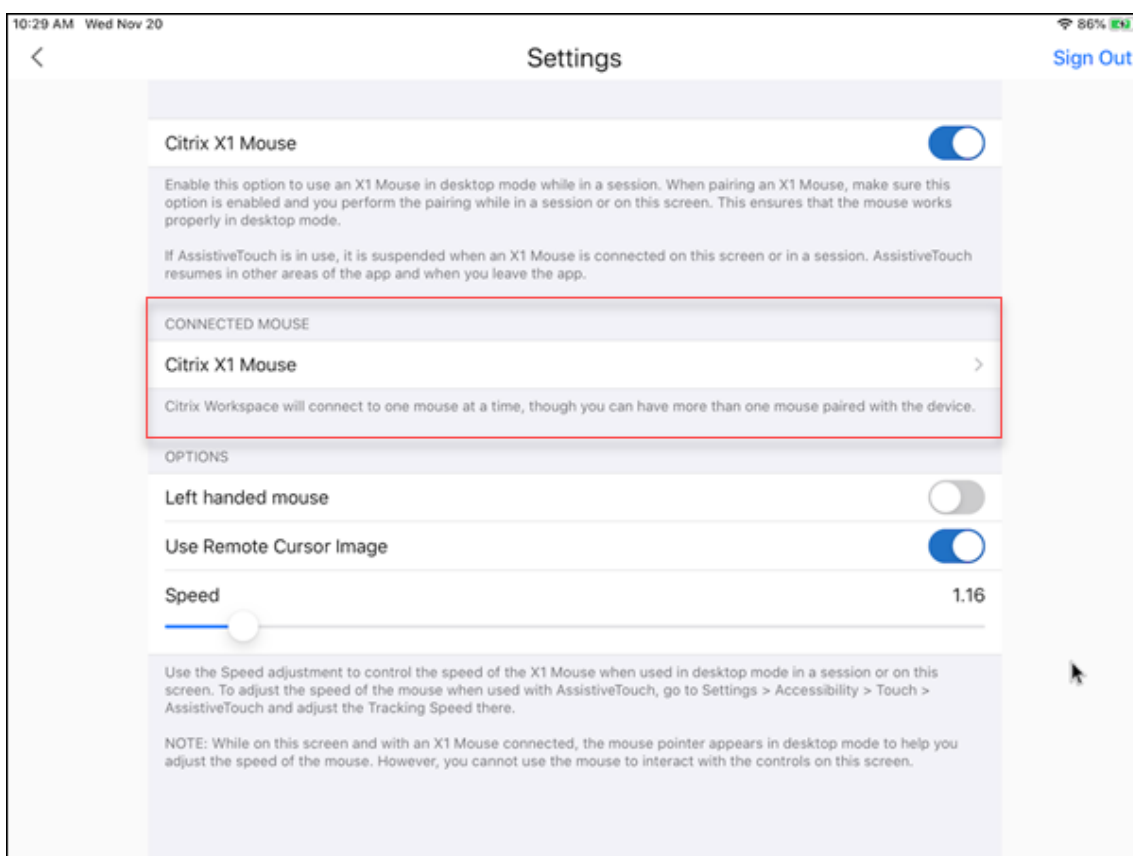 10:29 AM Wed Nov 20
86%
Settings
Sign Out
Citrix X1 Mouse
Enable this option to use an X1 Mouse in desktop mode while in a session. When pairing an X1 Mouse, make sure this
option is enabled and you perform the pairing while in a session or on this screen. This ensures that the mouse works
properly in desktop mode.
If AssistiveTouch is in use, it is suspended when an X1 Mouse is connected on this screen or in a session. AssistiveTouch
resumes in other areas of the app and when you leave the app.
CONNECTED MOUSE
Citrix X1 Mouse
Citrix Workspace will connect to one mouse at a time, though you can have more than one mouse paired with the device.
OPTIONS
Left handed mouse
Use Remote Cursor Image
Speed 1.16
Use the Speed adjustment to control the speed of the X1 Mouse when used in desktop mode in a session or on this
screen. To adjust the speed of the mouse when used with AssistiveTouch, go to Settings > Accessibility > Touch >
AssistiveTouch and adjust the Tracking Speed there.
NOTE: While on this screen and with an X1 Mouse connected, the mouse pointer appears in desktop mode to help you
adjust the speed of the mouse. However, you cannot use the mouse to interact with the controls on this screen.